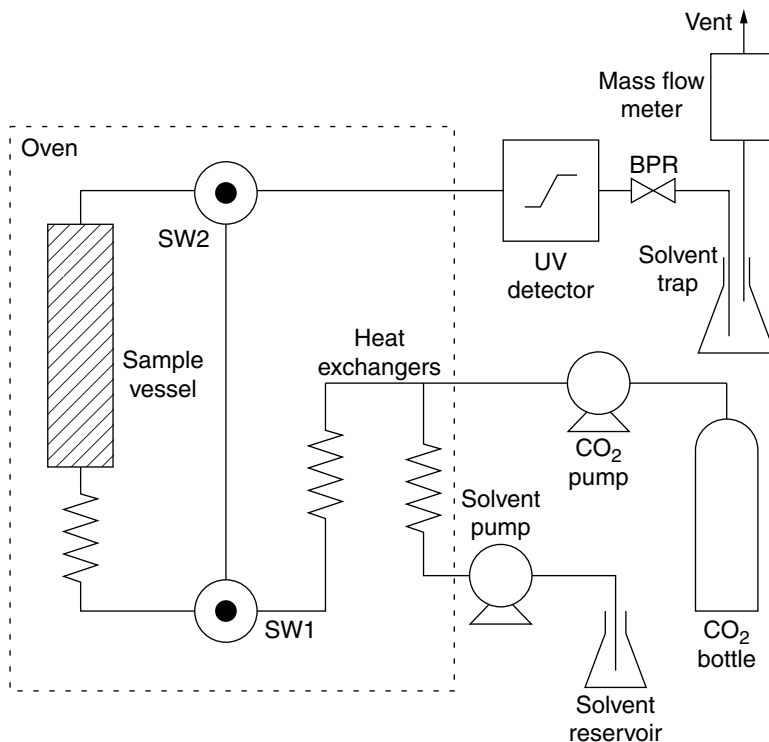 Vent
Mass flow
meter
Oven
BPR
SW2
UV
detector
Solvent
trap
Sample
vessel
Heat
exchangers
CO₂
pump
Solvent
pump
SW1
CO₂
bottle
Solvent
reservoir